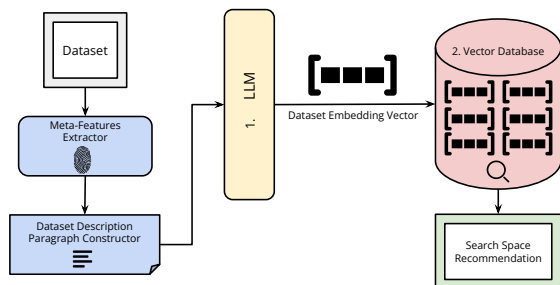 Dataset
Meta-Features
Extractor
Dataset Description
Paragraph Constructor
1. LLM
Dataset Embedding Vector
2. Vector Database
Search Space
Recommendation